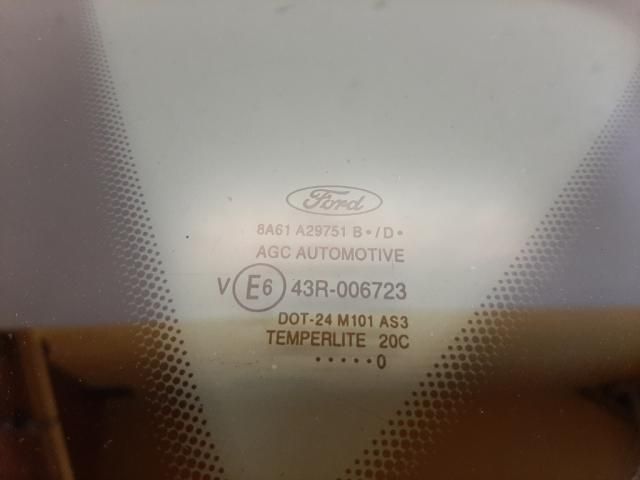 Ford
8A61 A29751 B•/D•
AGC AUTOMOTIVE
V E6 43R-006723
DOT-24 M101 AS3
TEMPERLITE 20C
•••••0